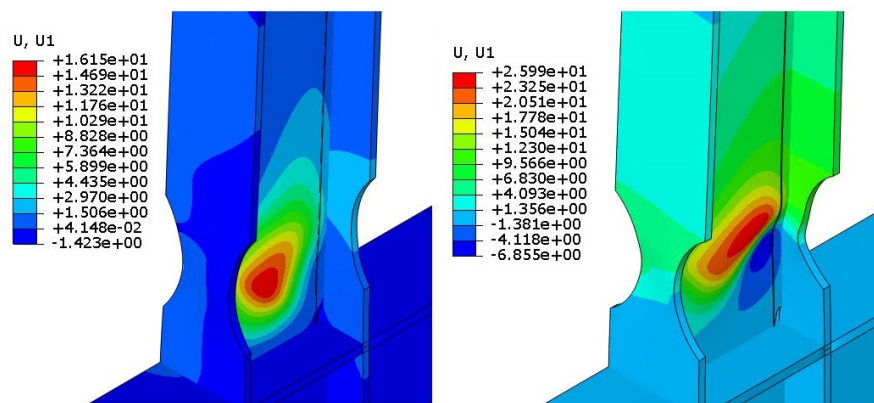 U, U1
+1.615e+01
+1.469e+01
+1.322e+01
+1.176e+01
+1.029e+01
+8.828e+00
+7.364e+00
+5.899e+00
+4.435e+00
+2.970e+00
+1.506e+00
+4.148e-02
-1.423e+00
U, U1
+2.599e+01
+2.325e+01
+2.051e+01
+1.778e+01
+1.504e+01
+1.230e+01
+9.566e+00
+6.830e+00
+4.093e+00
+1.356e+00
-1.381e+00
-4.118e+00
-6.855e+00